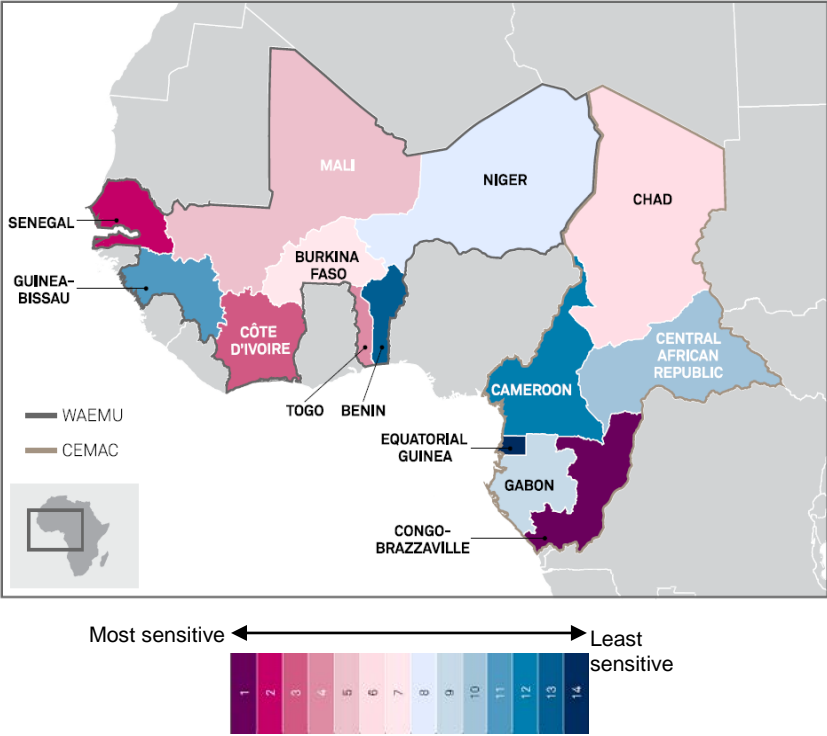 MALI
NIGER
CHAD
SENEGAL
BURKINA
FASO
GUINEA-
BISSAU
CÔTE
D'IVOIRE
CENTRAL
AFRICAN
REPUBLIC
CAMEROON
TOGO
BENIN
WAEMU
CEMAC
EQUATORIAL
GUINEA
GABON
CONGO-
BRAZZAVILLE
Most sensitive
Least
sensitive
1 2 3 4 5 6 7 8 9 10 11 12 13 14